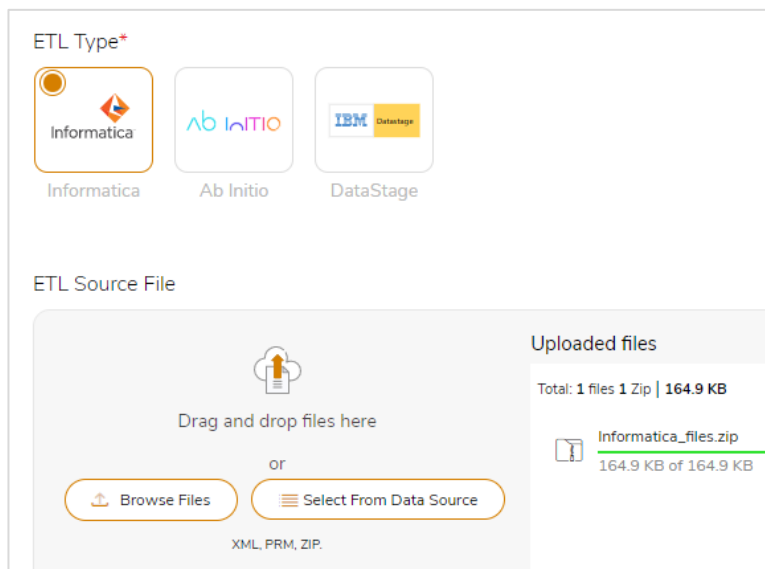 ETL Type*
Informatica
Ab INITIO
IBM Datastage
Informatica
Ab Initio
DataStage
ETL Source File
Drag and drop files here
or
Browse Files
Select From Data Source
XML, PRM, ZIP.
Uploaded files
Total: 1 files 1 Zip | 164.9 KB
Informatica_files.zip
164.9 KB of 164.9 KB